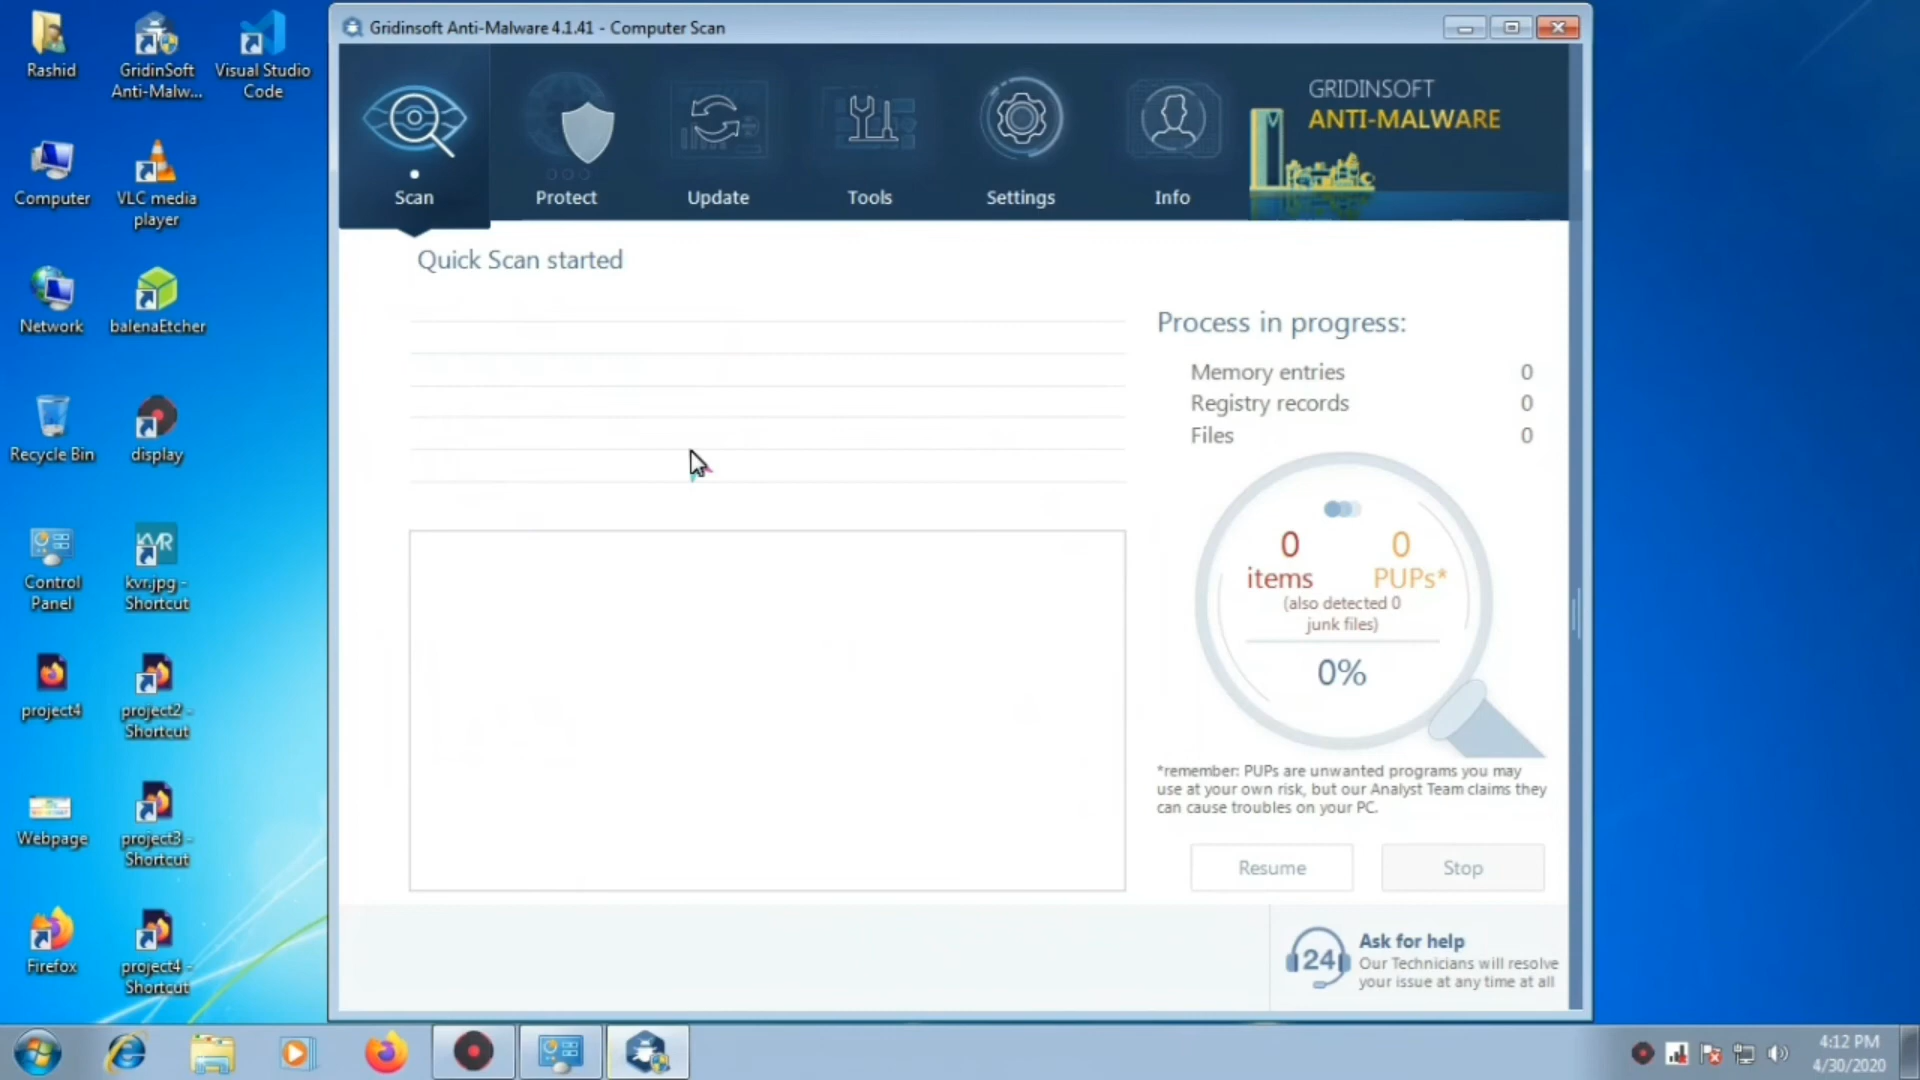 Rashid
GridinSoft
Anti-Malw...
Visual Studio
Code
Computer
VLC media
player
Network
balenaEtcher
Recycle Bin
display
Control
Panel
kvr.jpg -
Shortcut
project4
project2 -
Shortcut
Webpage
project3 -
Shortcut
Firefox
project4 -
Shortcut
Gridinsoft Anti-Malware 4.1.41 - Computer Scan
Scan
Protect
Update
Tools
Settings
Info
GRIDINSOFT
ANTI-MALWARE
Quick Scan started
Process in progress:
Memory entries 0
Registry records 0
Files 0
0 0
items PUPs*
(also detected 0
junk files)
0%
*remember: PUPs are unwanted programs you may
use at your own risk, but our Analyst Team claims they
can cause troubles on your PC.
Resume
Stop
24
Ask for help
Our Technicians will resolve
your issue at any time at all
4:12 PM
4/30/2020